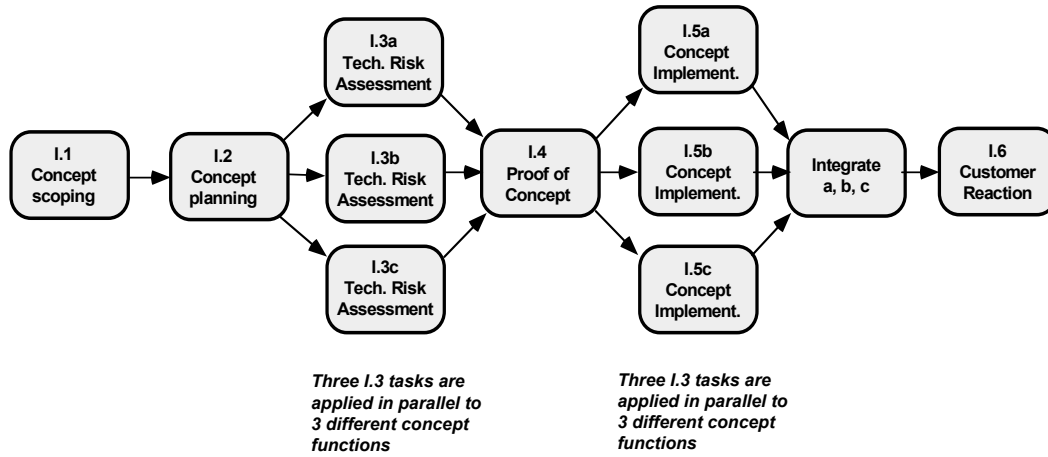 I.1
Concept
scoping
I.2
Concept
planning
I.3a
Tech. Risk
Assessment
I.3b
Tech. Risk
Assessment
I.3c
Tech. Risk
Assessment
I.4
Proof of
Concept
I.5a
Concept
Implement.
I.5b
Concept
Implement.
I.5c
Concept
Implement.
Integrate
a, b, c
I.6
Customer
Reaction
Three I.3 tasks are
applied in parallel to
3 different concept
functions
Three I.3 tasks are
applied in parallel to
3 different concept
functions